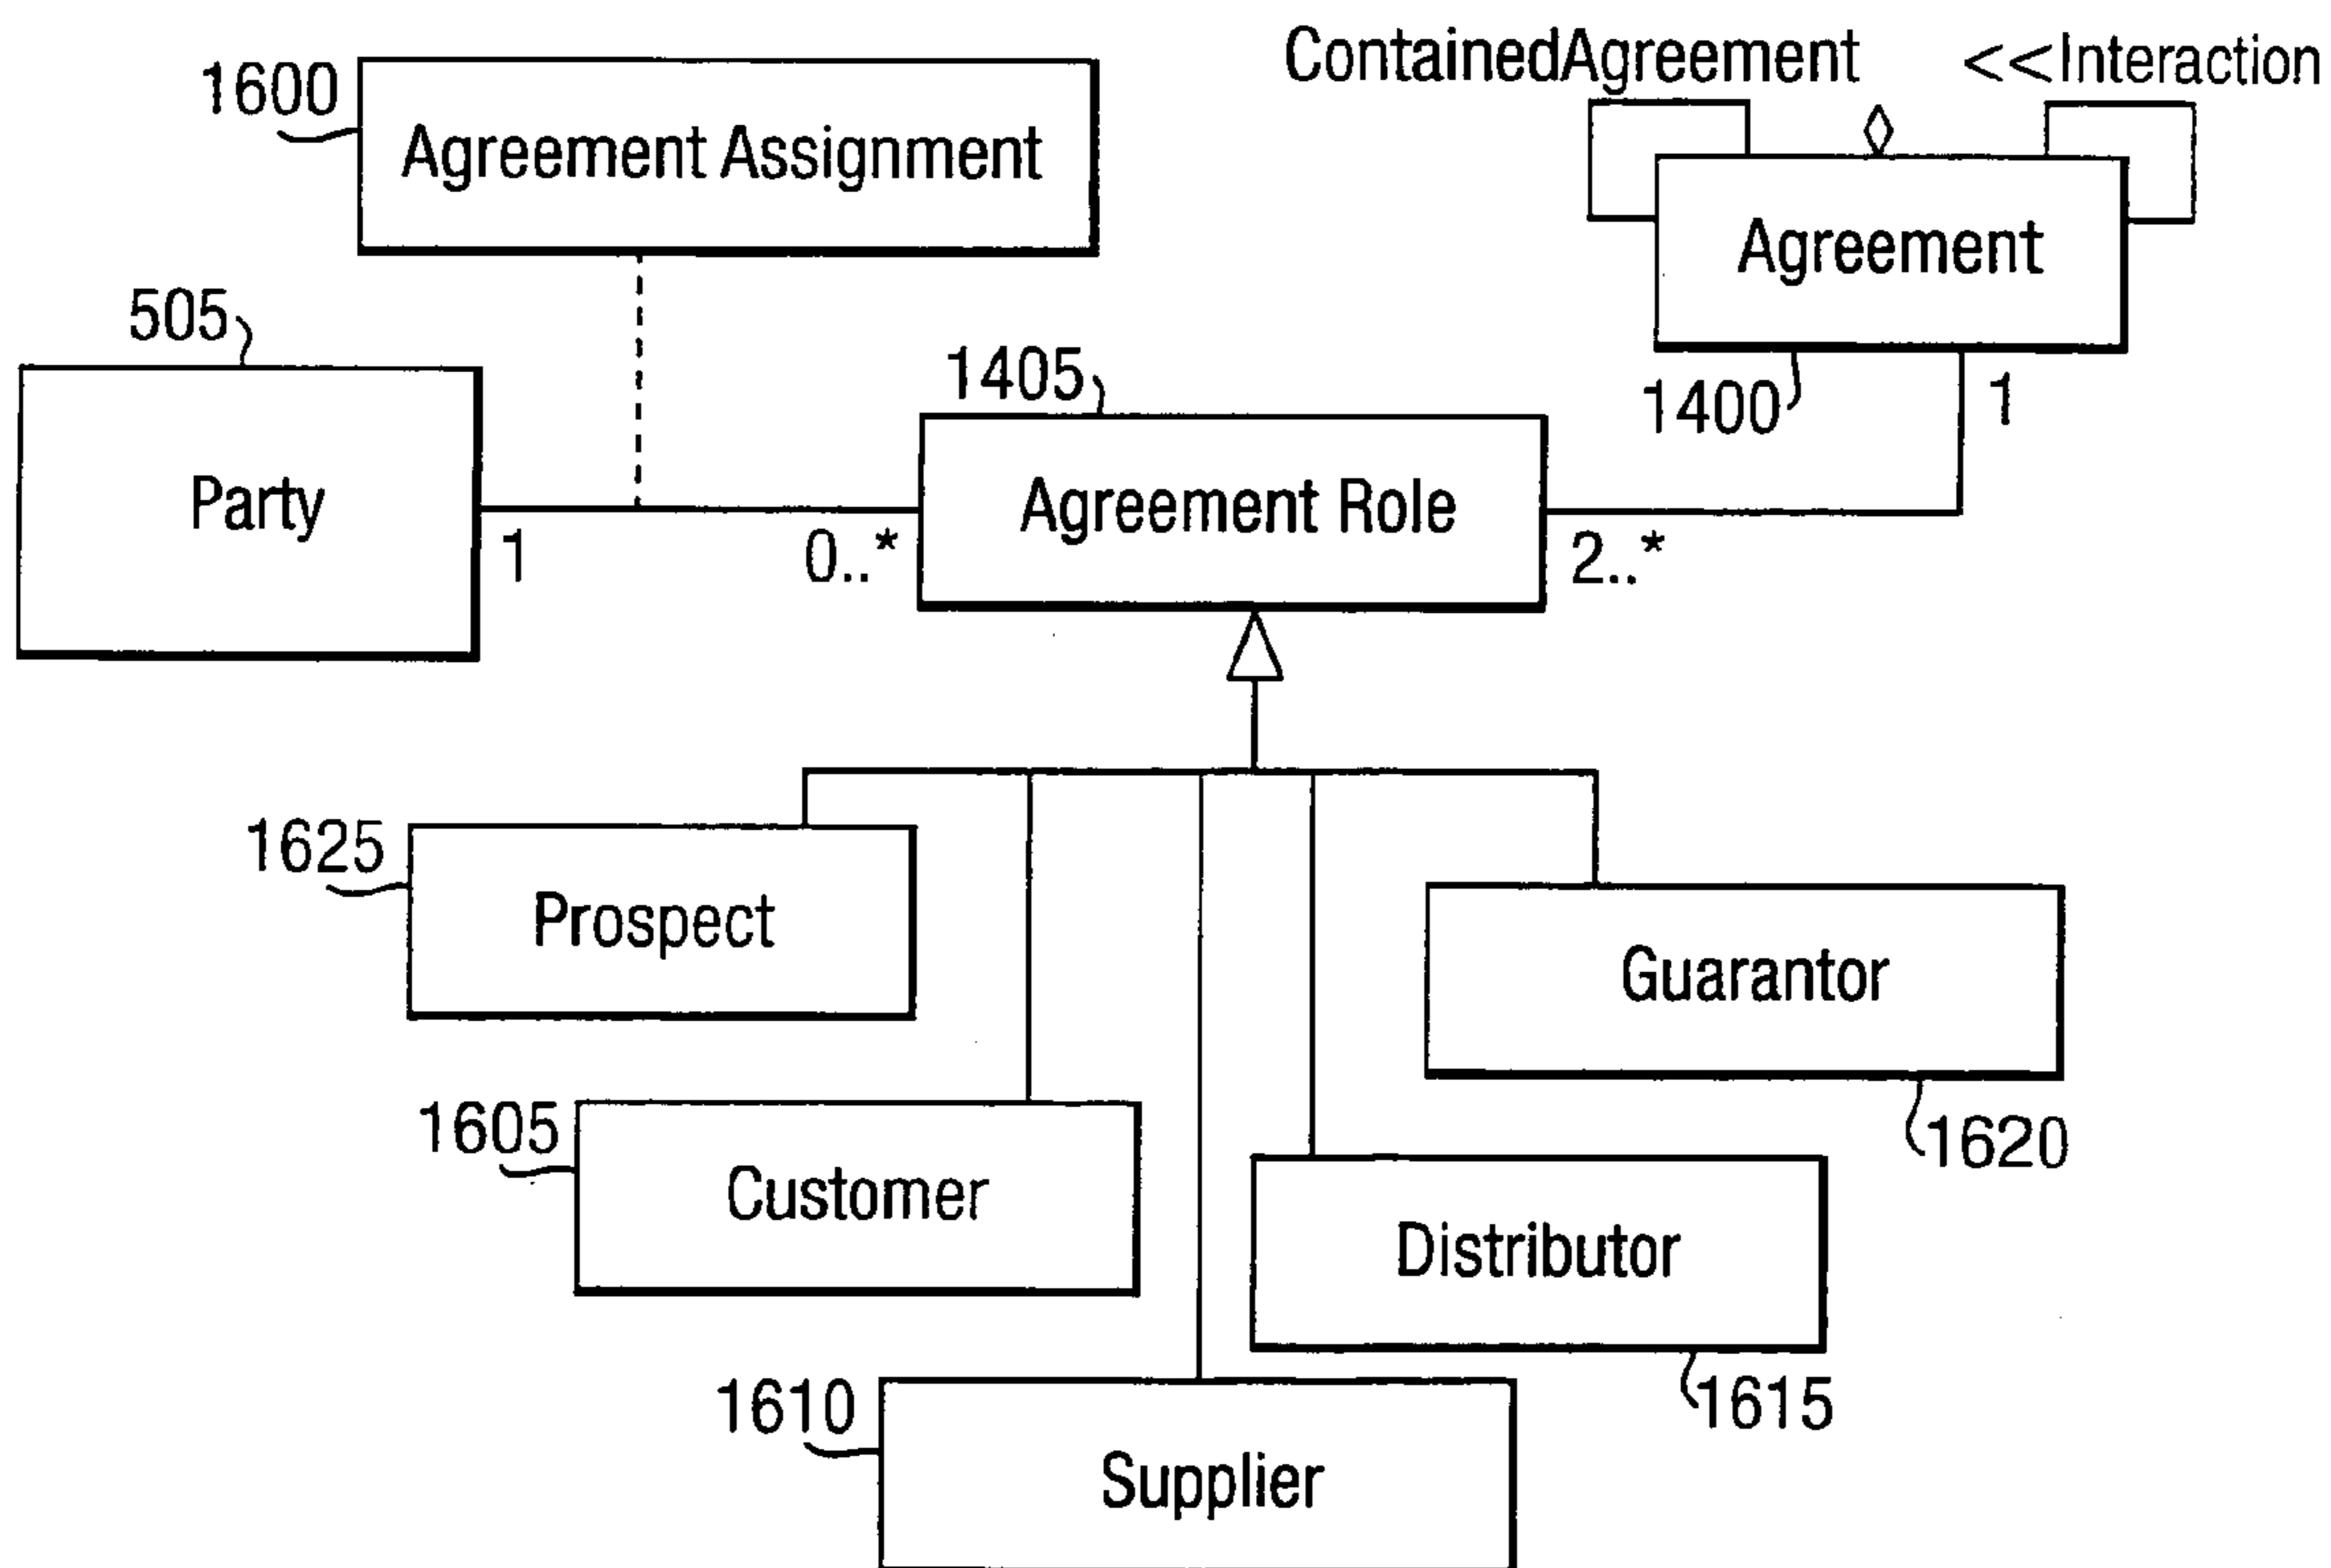 ContainedAgreement
<<Interaction
1600
Agreement Assignment
Agreement
505
1405
1400
1
Party
Agreement Role
1
0..*
2..*
1625
Prospect
Guarantor
1605
1620
Customer
Distributor
1610
1615
Supplier